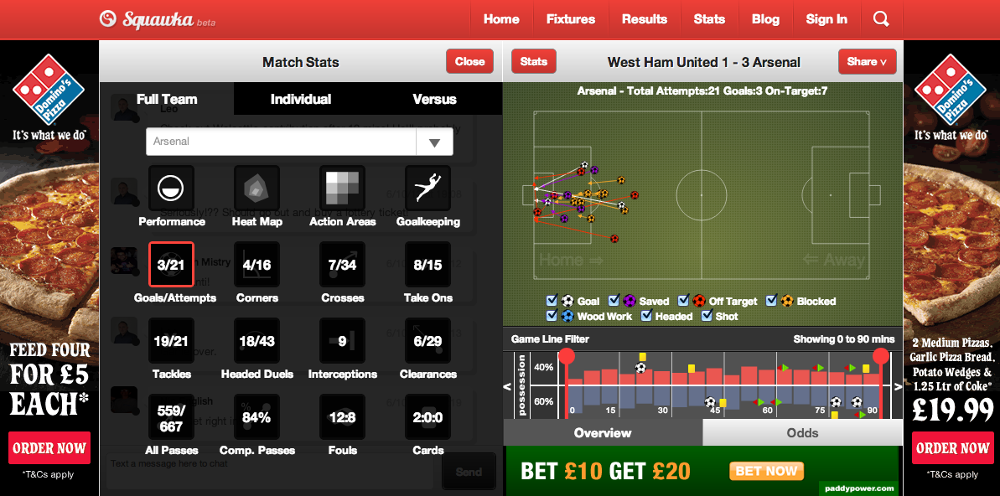 Squawka beta
Home Fixtures Results Stats Blog Sign In
Domino's Pizza
It's what we do™
FEED FOUR
FOR £5
EACH*
ORDER NOW
*T&Cs apply
Match Stats
Close
Full Team Individual Versus
Arsenal
Performance Heat Map Action Areas Goalkeeping
3/21 4/16 7/34 8/15
Goals/Attempts Corners Crosses Take Ons
19/21 18/43 9 6/29
Tackles Headed Duels Interceptions Clearances
559/
667 84% 12:8 2:0:0
All Passes Comp. Passes Fouls Cards
Text a message here to chat
Send
Stats
West Ham United 1 - 3 Arsenal
Share v
Arsenal - Total Attempts:21 Goals:3 On-Target:7
Home ⇒ ⇐ Away
Goal Saved Off Target Blocked
Wood Work Headed Shot
Game Line Filter Showing 0 to 90 mins
possession
40%
60%
< >
0 15 30 45 60 75 90
Overview Odds
BET £10 GET £20
BET NOW
paddypower.com
Domino's Pizza
It's what we do™
2 Medium Pizzas,
Garlic Pizza Bread,
Potato Wedges &
1.25 Ltr of Coke*
£19.99
ORDER NOW
*T&Cs apply